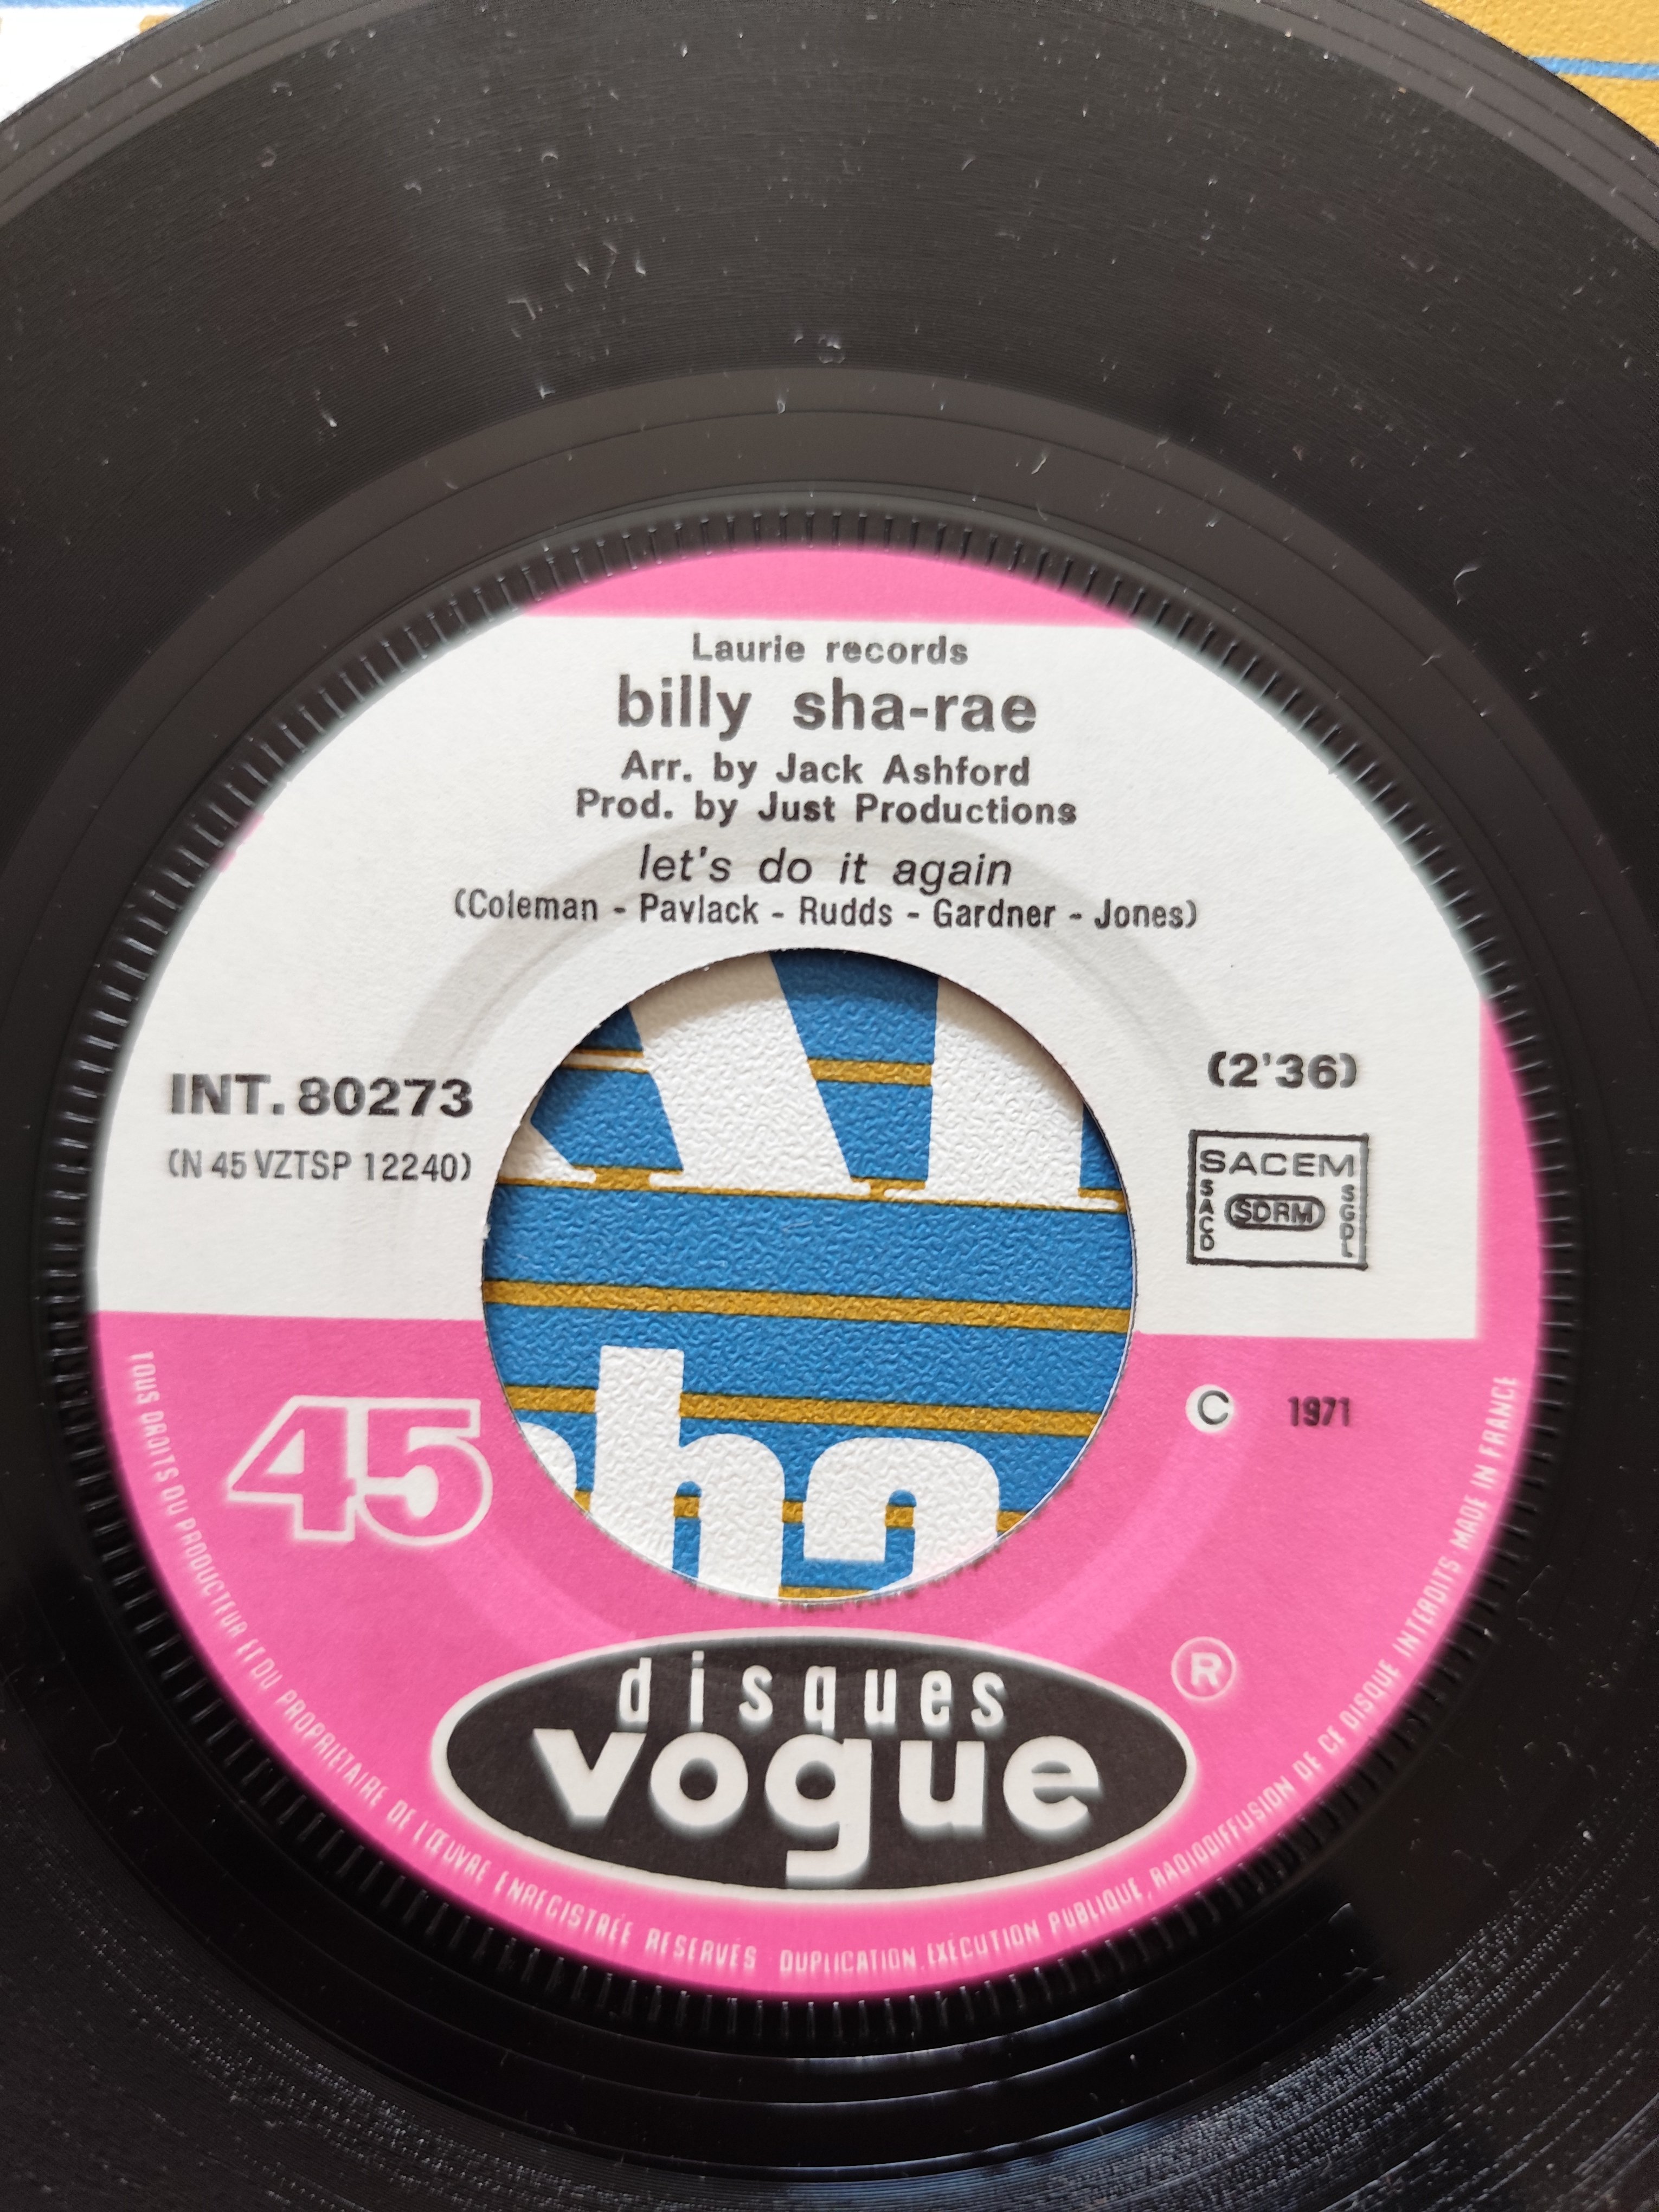 Laurie records
billy sha-rae
Arr. by Jack Ashford
Prod. by Just Productions
let's do it again
(Coleman - Pavlack - Rudds - Gardner - Jones)
INT. 80273
(N 45 VZTSP 12240)
(2'36)
SACEM
SACD
SDRM
SGDL
45
© 1971
disques
vogue
®
TOUS DROITS DU PRODUCTEUR ET DU PROPRIETAIRE DE L'ŒUVRE ENREGISTRÉE RESERVÉS DUPLICATION, EXÉCUTION PUBLIQUE, RADIODIFFUSION DE CE DISQUE INTERDITS MADE IN FRANCE